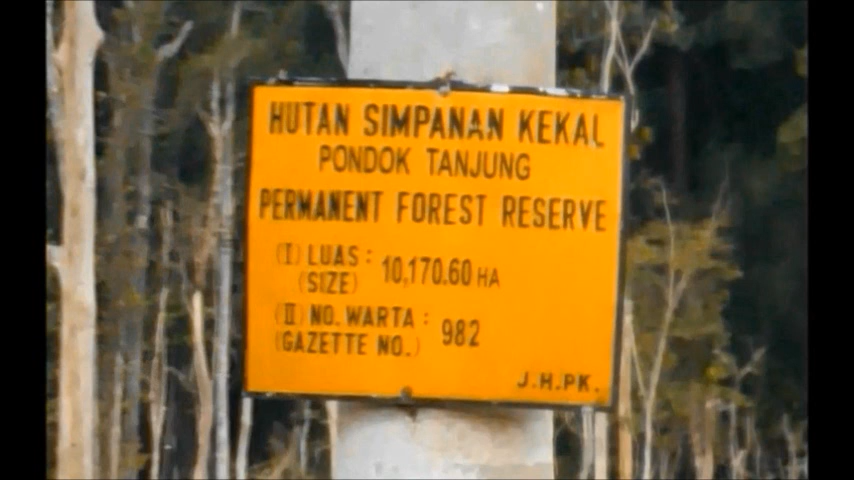 HUTAN SIMPANAN KEKAL
PONDOK TANJUNG
PERMANENT FOREST RESERVE
(I) LUAS : 10,170.60 HA
(SIZE)
(II) NO. WARTA : 982
(GAZETTE NO.)
J.H.PK.